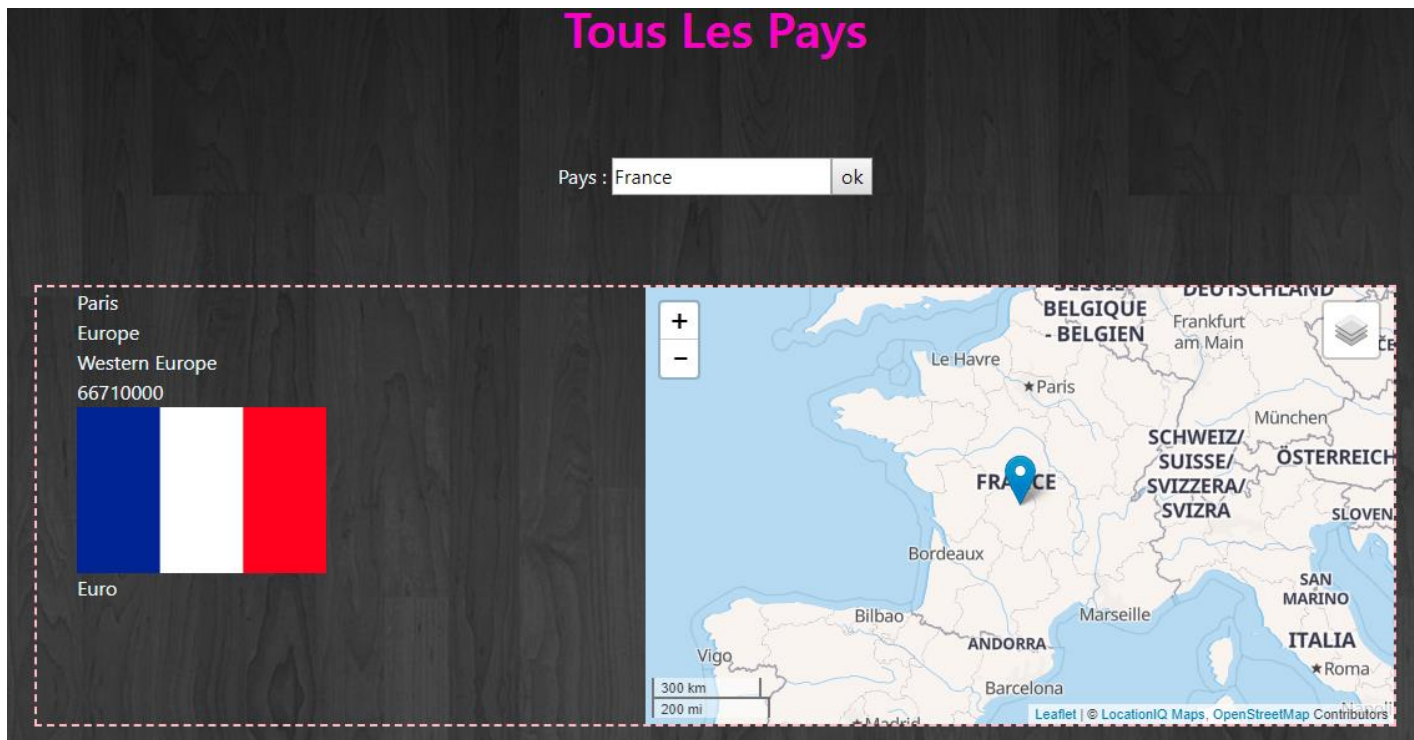 Tous Les Pays
Pays : France ok
Paris
Europe
Western Europe
66710000
Euro
+
−
BELGIQUE
- BELGIEN
DEUTSCHLAND
Frankfurt
am Main
Le Havre
Paris
München
SCHWEIZ/
SUISSE/
SVIZZERA/
SVIZRA
ÖSTERREICH
FRANCE
SLOVEN
Bordeaux
SAN
MARINO
Bilbao
Marseille
ANDORRA
ITALIA
Vigo
Roma
Barcelona
300 km
200 mi
Madrid
Leaflet | © LocationIQ Maps, OpenStreetMap Contributors